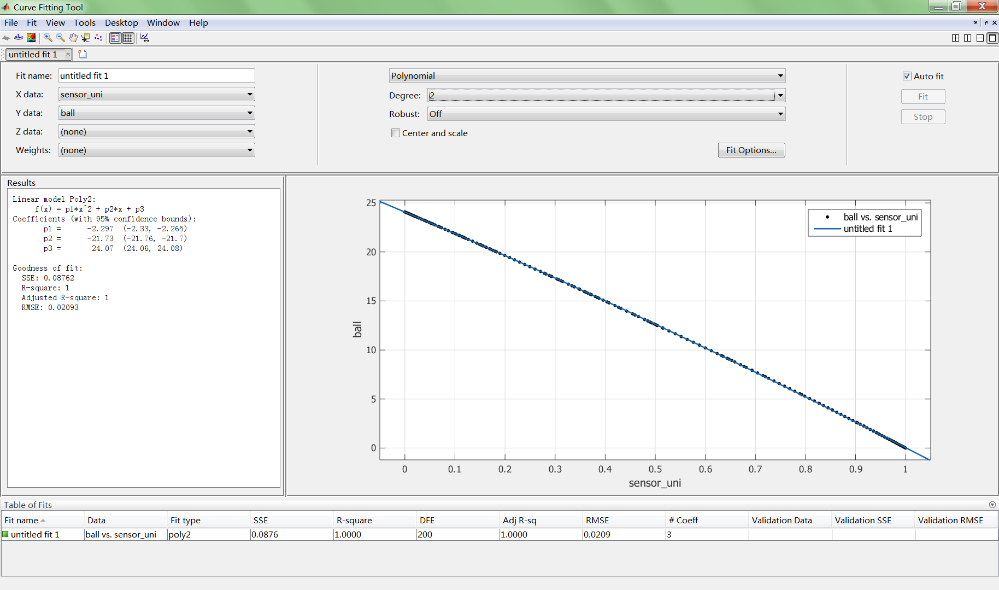 Curve Fitting Tool
File Fit View Tools Desktop Window Help
untitled fit 1
Fit name: untitled fit 1
X data: sensor_uni
Y data: ball
Z data: (none)
Weights: (none)
Polynomial
Degree: 2
Robust: Off
Center and scale
Fit Options...
Auto fit
Fit
Stop
Results
Linear model Poly2:
f(x) = p1*x^2 + p2*x + p3
Coefficients (with 95% confidence bounds):
p1 = -2.297 (-2.33, -2.265)
p2 = -21.73 (-21.76, -21.7)
p3 = 24.07 (24.06, 24.08)
Goodness of fit:
SSE: 0.08762
R-square: 1
Adjusted R-square: 1
RMSE: 0.02093
25
20
15
10
5
0
ball
ball vs. sensor_uni
untitled fit 1
0 0.1 0.2 0.3 0.4 0.5 0.6 0.7 0.8 0.9 1
sensor_uni
Table of Fits
Fit name Data Fit type SSE R-square DFE Adj R-sq RMSE # Coeff Validation Data Validation SSE Validation RMSE
untitled fit 1 ball vs. sensor_uni poly2 0.0876 1.0000 200 1.0000 0.0209 3